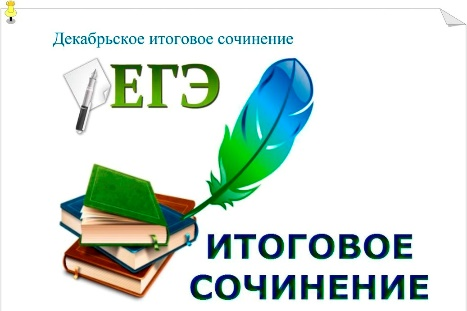 Декабрьское итоговое сочинение
ЕГЭ
ИТОГОВОЕ
СОЧИНЕНИЕ